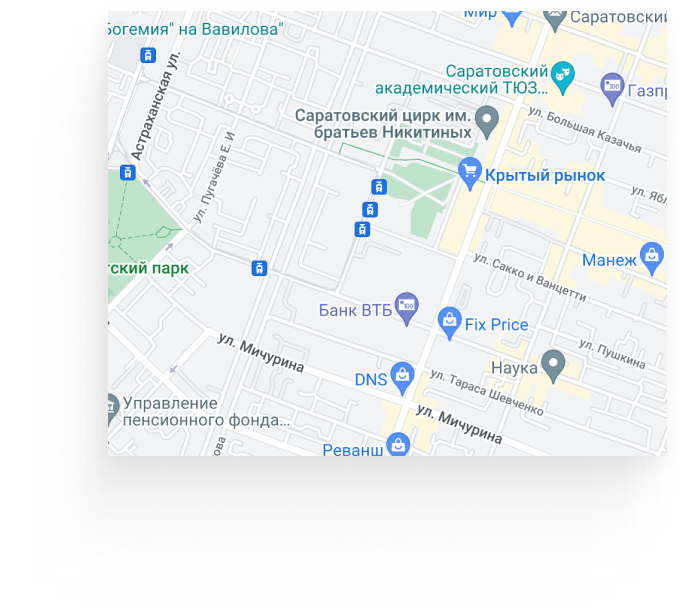 Мир
Саратовский
Богемия" на Вавилова"
Саратовский
академический ТЮЗ...
Газпр
Астраханская ул.
Саратовский цирк им.
братьев Никитиных
ул. Большая Казачья
ул. Пугачёва Е. И
Крытый рынок
ул. Ябл
тский парк
Манеж
ул. Сакко и Ванцетти
Банк ВТБ
Fix Price
ул. Мичурина
ул. Пушкина
Наука
DNS
ул. Тараса Шевченко
Управление
пенсионного фонда...
ул. Мичурина
ова
Реванш